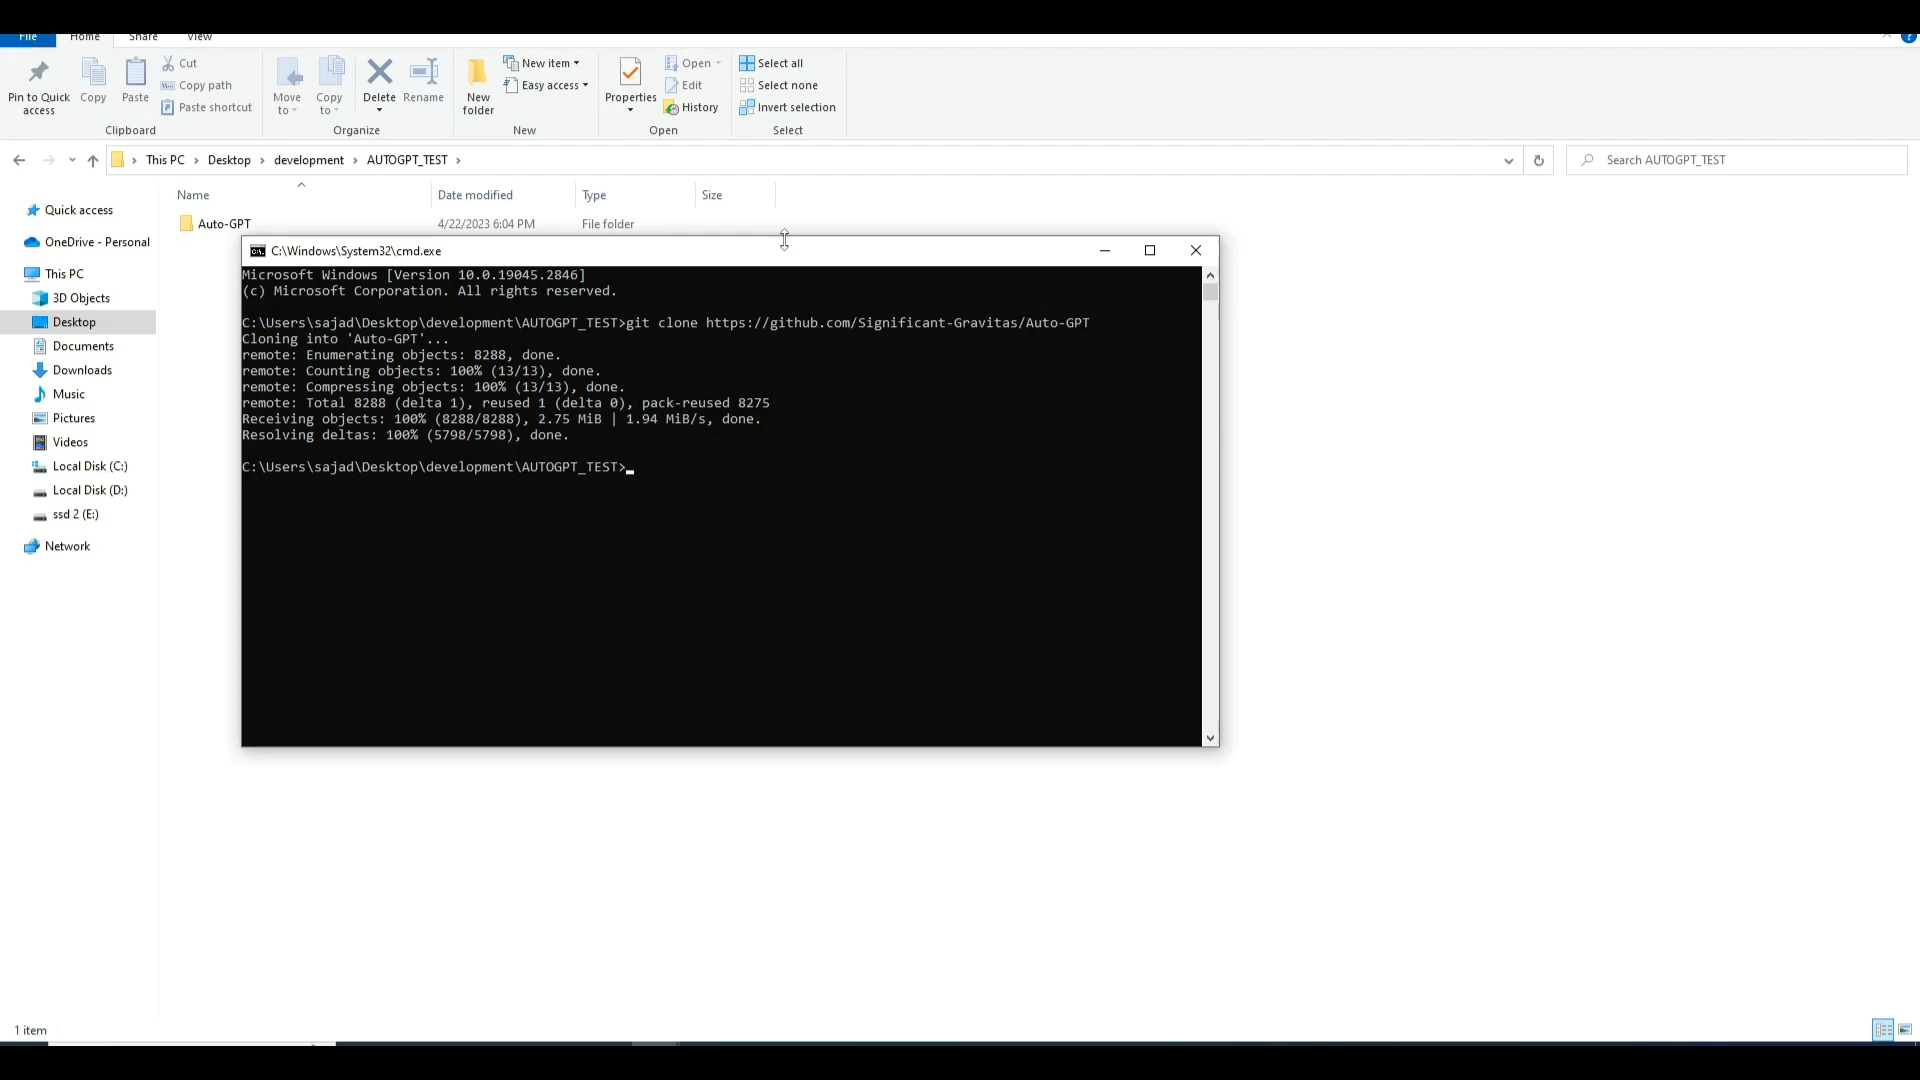 File Home Share View
Pin to Quick access
Copy
Paste
Cut
Copy path
Paste shortcut
Clipboard
Move to
Copy to
Delete
Rename
Organize
New folder
New item
Easy access
New
Properties
Open
Edit
History
Open
Select all
Select none
Invert selection
Select
This PC > Desktop > development > AUTOGPT_TEST >
Search AUTOGPT_TEST
Name Date modified Type Size
Auto-GPT 4/22/2023 6:04 PM File folder
Quick access
OneDrive - Personal
This PC
3D Objects
Desktop
Documents
Downloads
Music
Pictures
Videos
Local Disk (C:)
Local Disk (D:)
ssd 2 (E:)
Network
C:\Windows\System32\cmd.exe
Microsoft Windows [Version 10.0.19045.2846]
(c) Microsoft Corporation. All rights reserved.
C:\Users\sajad\Desktop\development\AUTOGPT_TEST>git clone https://github.com/Significant-Gravitas/Auto-GPT
Cloning into 'Auto-GPT'...
remote: Enumerating objects: 8288, done.
remote: Counting objects: 100% (13/13), done.
remote: Compressing objects: 100% (13/13), done.
remote: Total 8288 (delta 1), reused 1 (delta 0), pack-reused 8275
Receiving objects: 100% (8288/8288), 2.75 MiB | 1.94 MiB/s, done.
Resolving deltas: 100% (5798/5798), done.
C:\Users\sajad\Desktop\development\AUTOGPT_TEST>_
1 item